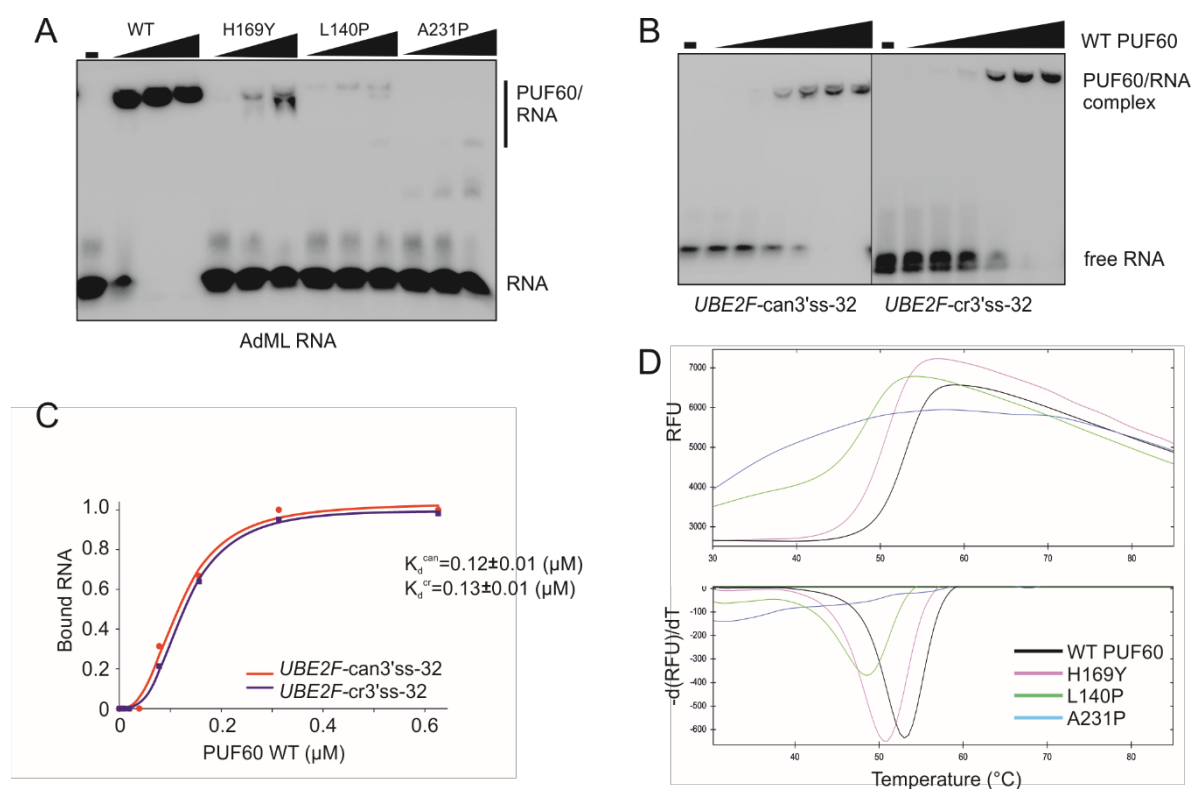 A
WT H169Y L140P A231P
PUF60/
RNA
RNA
AdML RNA
B
WT PUF60
PUF60/RNA
complex
free RNA
UBE2F-can3'ss-32 UBE2F-cr3'ss-32
C
Bound RNA
1.0
0.8
0.6
0.4
0.2
0
0 0.2 0.4 0.6
PUF60 WT (µM)
K_d^can=0.12±0.01 (µM)
K_d^cr=0.13±0.01 (µM)
UBE2F-can3'ss-32
UBE2F-cr3'ss-32
D
RFU
7000
6000
5000
4000
3000
30 40 50 60 70 80
-d(RFU)/dT
0
-100
-200
-300
-400
-500
-600
WT PUF60
H169Y
L140P
A231P
40 50 60 70 80
Temperature (°C)